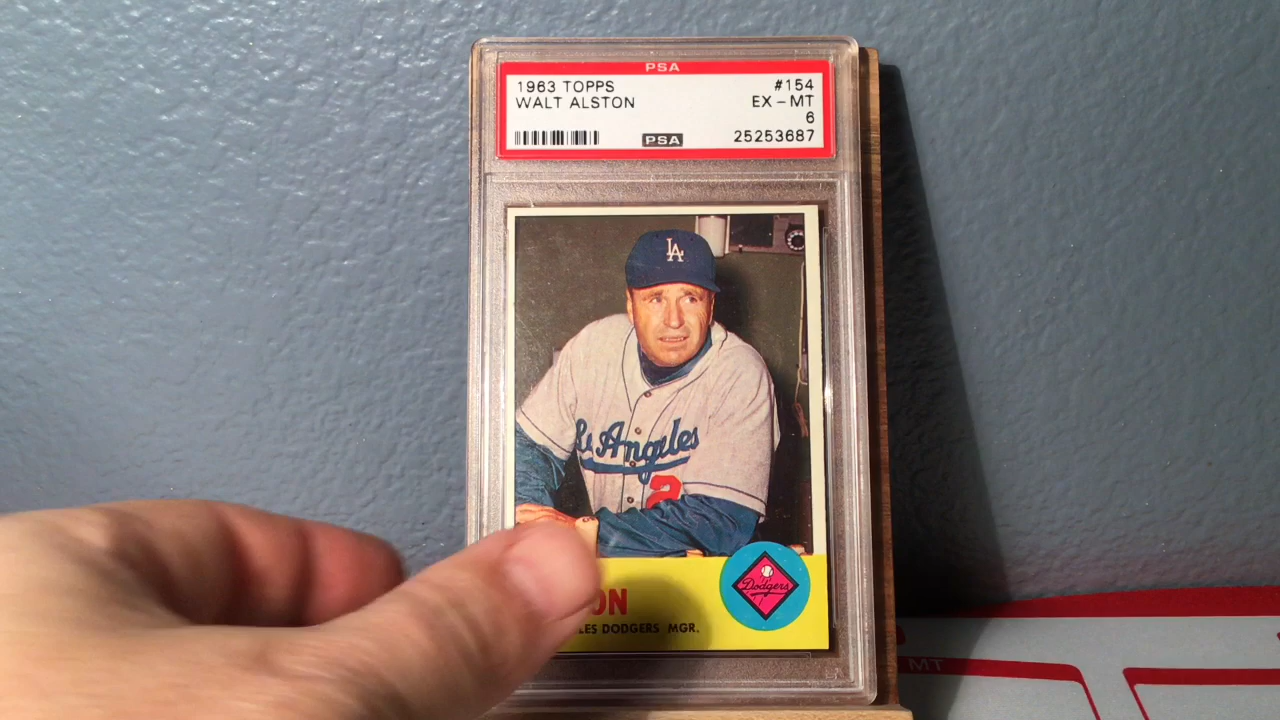 PSA
1963 TOPPS #154
WALT ALSTON EX - MT
6
PSA 25253687
LA
Los Angeles
2
Dodgers
ON
LES DODGERS MGR.
MT